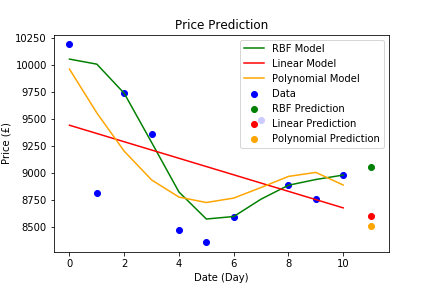 Price Prediction
10250
10000
9750
9500
9250
9000
8750
8500
Price (£)
RBF Model
Linear Model
Polynomial Model
Data
RBF Prediction
Linear Prediction
Polynomial Prediction
0 2 4 6 8 10
Date (Day)